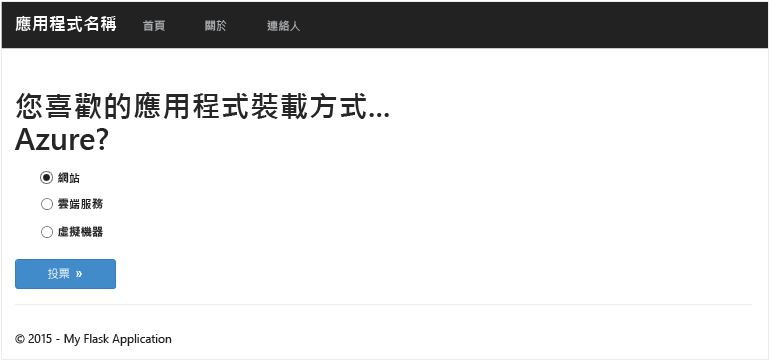 應用程式名稱 首頁 關於 連絡人
您喜歡的應用程式裝載方式...
Azure?
網站
雲端服務
虛擬機器
投票 »
© 2015 - My Flask Application